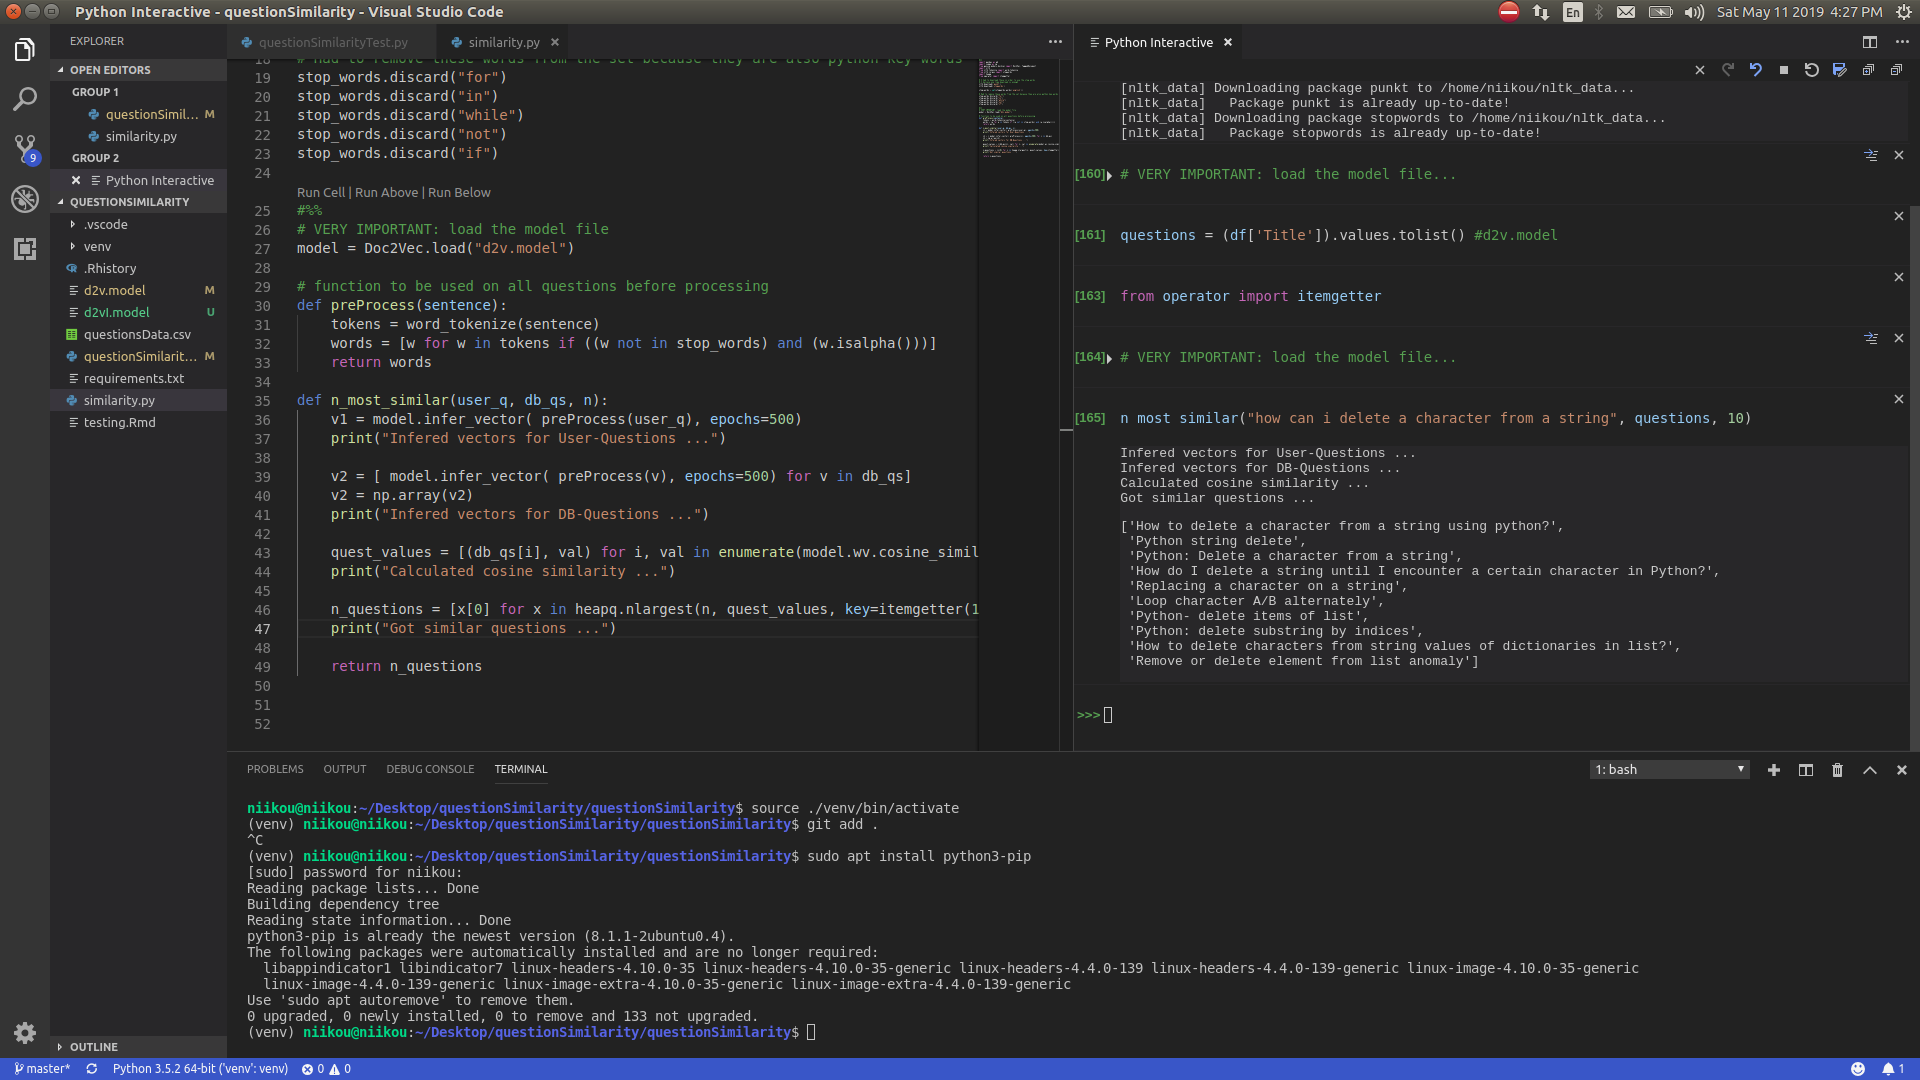 Python Interactive - questionSimilarity - Visual Studio Code
En
Sat May 11 2019 4:27 PM
EXPLORER
OPEN EDITORS
GROUP 1
questionSimil... M
similarity.py
GROUP 2
Python Interactive
QUESTIONSIMILARITY
.vscode
venv
.Rhistory
d2v.model M
d2vI.model U
questionsData.csv
questionSimilarit... M
requirements.txt
similarity.py
testing.Rmd
OUTLINE
9
questionSimilarityTest.py
similarity.py
18 # Had to remove these words from the set because they are also python key words
19 stop_words.discard("for")
20 stop_words.discard("in")
21 stop_words.discard("while")
22 stop_words.discard("not")
23 stop_words.discard("if")
24
Run Cell | Run Above | Run Below
25 #%%
26 # VERY IMPORTANT: load the model file
27 model = Doc2Vec.load("d2v.model")
28
29 # function to be used on all questions before processing
30 def preProcess(sentence):
31 tokens = word_tokenize(sentence)
32 words = [w for w in tokens if ((w not in stop_words) and (w.isalpha()))]
33 return words
34
35 def n_most_similar(user_q, db_qs, n):
36 v1 = model.infer_vector( preProcess(user_q), epochs=500)
37 print("Infered vectors for User-Questions ...")
38
39 v2 = [ model.infer_vector( preProcess(v), epochs=500) for v in db_qs]
40 v2 = np.array(v2)
41 print("Infered vectors for DB-Questions ...")
42
43 quest_values = [(db_qs[i], val) for i, val in enumerate(model.wv.cosine_simil
44 print("Calculated cosine similarity ...")
45
46 n_questions = [x[0] for x in heapq.nlargest(n, quest_values, key=itemgetter(1
47 print("Got similar questions ...")
48
49 return n_questions
50
51
52
Python Interactive
[nltk_data] Downloading package punkt to /home/niikou/nltk_data...
[nltk_data] Package punkt is already up-to-date!
[nltk_data] Downloading package stopwords to /home/niikou/nltk_data...
[nltk_data] Package stopwords is already up-to-date!
[160] # VERY IMPORTANT: load the model file...
[161] questions = (df['Title']).values.tolist() #d2v.model
[163] from operator import itemgetter
[164] # VERY IMPORTANT: load the model file...
[165] n most similar("how can i delete a character from a string", questions, 10)
Infered vectors for User-Questions ...
Infered vectors for DB-Questions ...
Calculated cosine similarity ...
Got similar questions ...
['How to delete a character from a string using python?',
'Python string delete',
'Python: Delete a character from a string',
'How do I delete a string until I encounter a certain character in Python?',
'Replacing a character on a string',
'Loop character A/B alternately',
'Python- delete items of list',
'Python: delete substring by indices',
'How to delete characters from string values of dictionaries in list?',
'Remove or delete element from list anomaly']
>>>
PROBLEMS OUTPUT DEBUG CONSOLE TERMINAL
1: bash
niikou@niikou:~/Desktop/questionSimilarity/questionSimilarity$ source ./venv/bin/activate
(venv) niikou@niikou:~/Desktop/questionSimilarity/questionSimilarity$ git add .
^C
(venv) niikou@niikou:~/Desktop/questionSimilarity/questionSimilarity$ sudo apt install python3-pip
[sudo] password for niikou:
Reading package lists... Done
Building dependency tree
Reading state information... Done
python3-pip is already the newest version (8.1.1-2ubuntu0.4).
The following packages were automatically installed and are no longer required:
libappindicator1 libindicator7 linux-headers-4.10.0-35 linux-headers-4.10.0-35-generic linux-headers-4.4.0-139 linux-headers-4.4.0-139-generic linux-image-4.10.0-35-generic
linux-image-4.4.0-139-generic linux-image-extra-4.10.0-35-generic linux-image-extra-4.4.0-139-generic
Use 'sudo apt autoremove' to remove them.
0 upgraded, 0 newly installed, 0 to remove and 133 not upgraded.
(venv) niikou@niikou:~/Desktop/questionSimilarity/questionSimilarity$
master* Python 3.5.2 64-bit ('venv': venv) 0 0 1